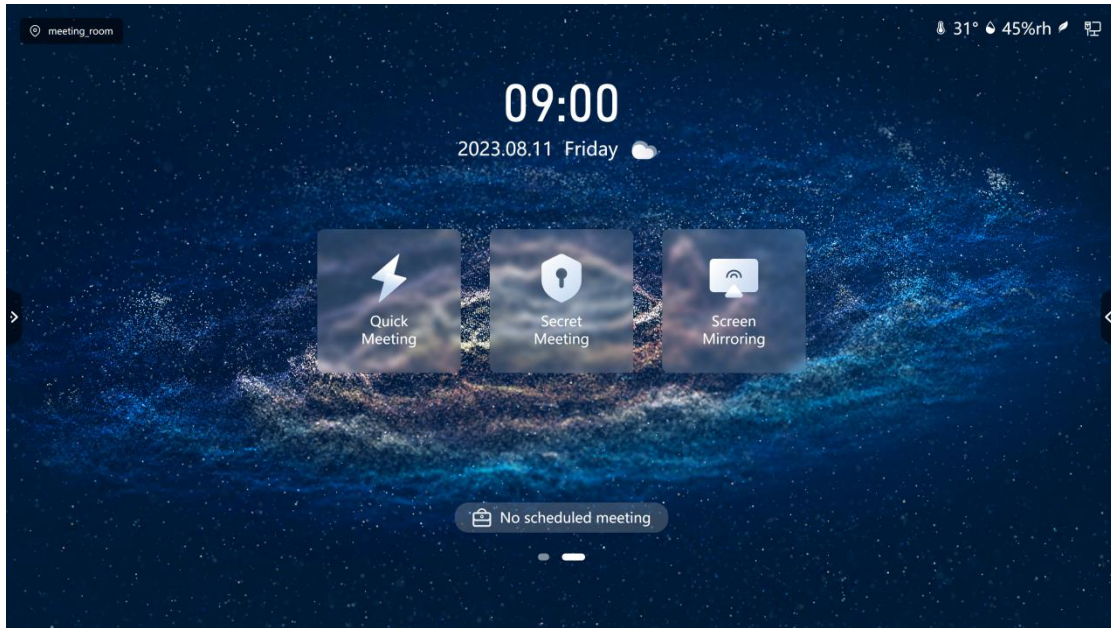 meeting_room
31° 45%rh
09:00
2023.08.11 Friday
Quick
Meeting
Secret
Meeting
Screen
Mirroring
No scheduled meeting